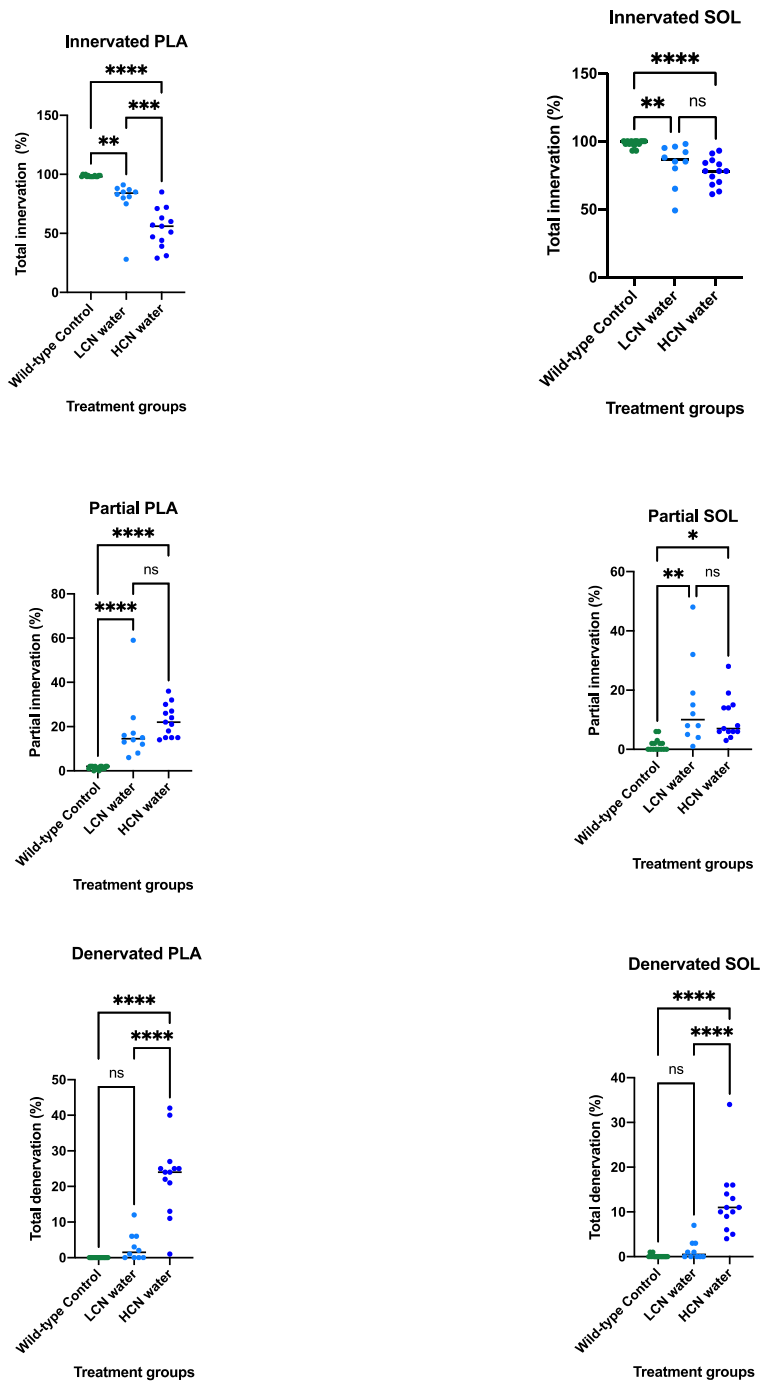 Innervated PLA
****
***
**
Total innervation (%)
150
100
50
0
Wild-type Control
LCN water
HCN water
Treatment groups
Innervated SOL
****
**
ns
Total innervation (%)
150
100
50
0
Wild-type Control
LCN water
HCN water
Treatment groups
Partial PLA
****
ns
****
Partial innervation (%)
80
60
40
20
0
Wild-type Control
LCN water
HCN water
Treatment groups
Partial SOL
*
**
ns
Partial innervation (%)
60
40
20
0
Wild-type Control
LCN water
HCN water
Treatment groups
Denervated PLA
****
****
ns
Total denervation (%)
50
40
30
20
10
0
Wild-type Control
LCN water
HCN water
Treatment groups
Denervated SOL
****
****
ns
Total denervation (%)
40
30
20
10
0
Wild-type Control
LCN water
HCN water
Treatment groups